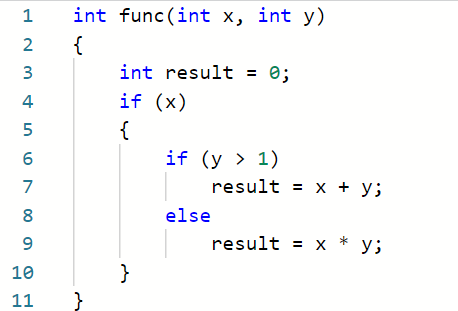 1 int func(int x, int y)
2 {
3     int result = 0;
4     if (x)
5     {
6         if (y > 1)
7             result = x + y;
8         else
9             result = x * y;
10     }
11 }